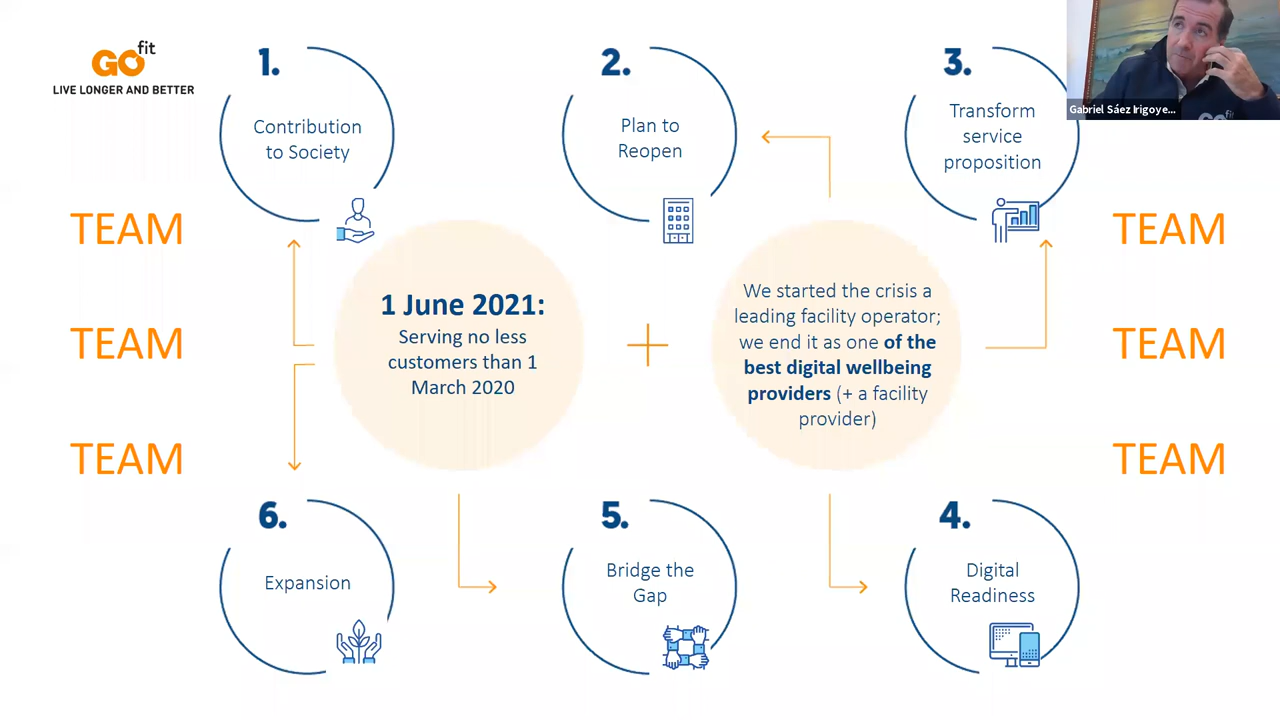 GO fit
LIVE LONGER AND BETTER
1.
Contribution
to Society
2.
Plan to
Reopen
3.
Transform
service
proposition
Gabriel Sáez Irigoye...
GO fit
TEAM
TEAM
TEAM
1 June 2021:
Serving no less
customers than 1
March 2020
+
We started the crisis a
leading facility operator;
we end it as one of the
best digital wellbeing
providers (+ a facility
provider)
TEAM
TEAM
TEAM
6.
Expansion
5.
Bridge the
Gap
4.
Digital
Readiness